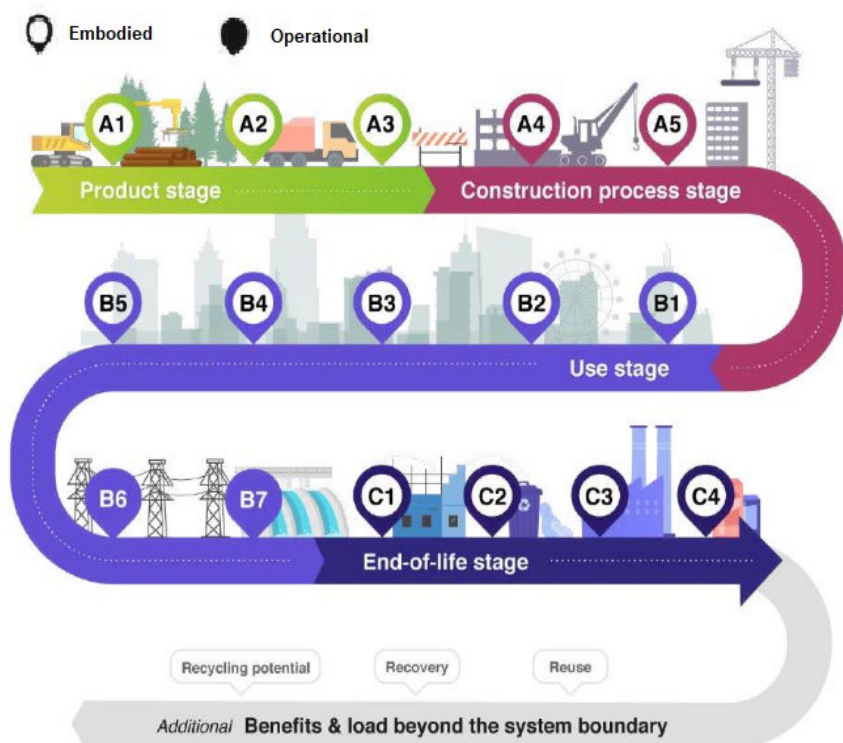 Embodied Operational
A1 A2 A3 A4 A5
Product stage Construction process stage
B5 B4 B3 B2 B1
Use stage
B6 B7 C1 C2 C3 C4
End-of-life stage
Recycling potential Recovery Reuse
Additional Benefits & load beyond the system boundary